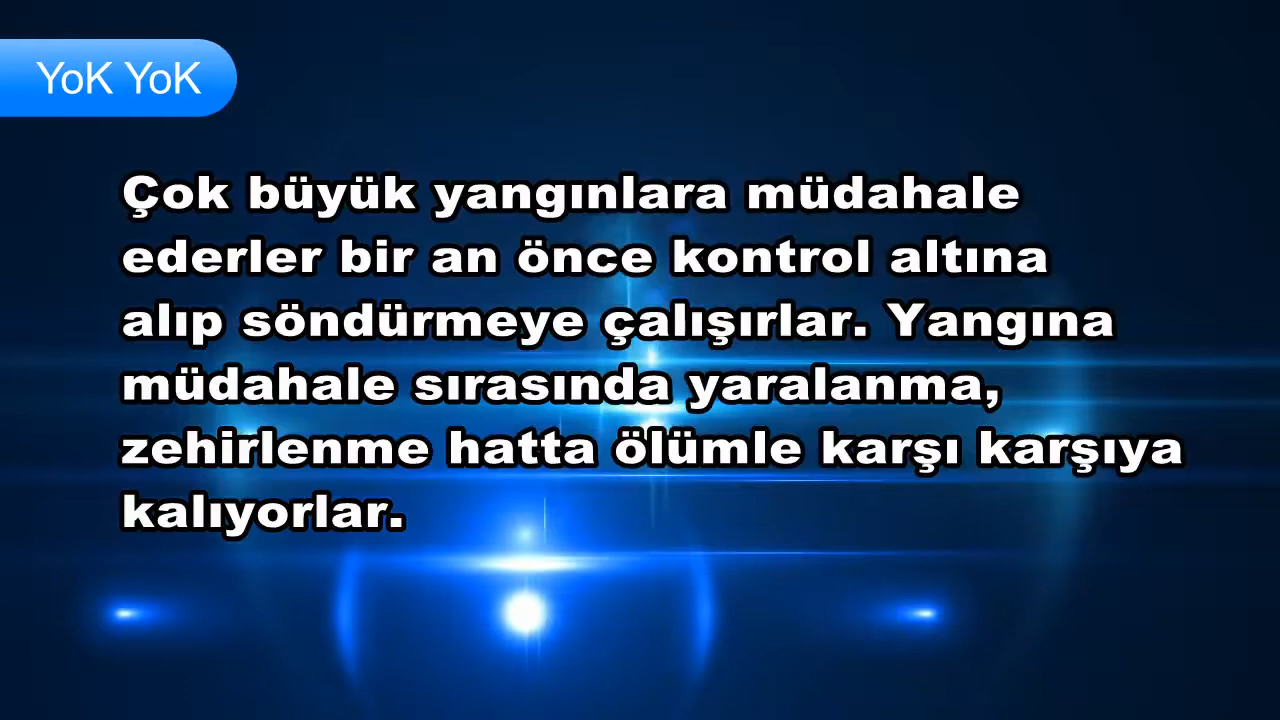 YoK YoK
Çok büyük yangınlara müdahale
ederler bir an önce kontrol altına
alıp söndürmeye çalışırlar. Yangına
müdahale sırasında yaralanma,
zehirlenme hatta ölümle karşı karşıya
kalıyorlar.